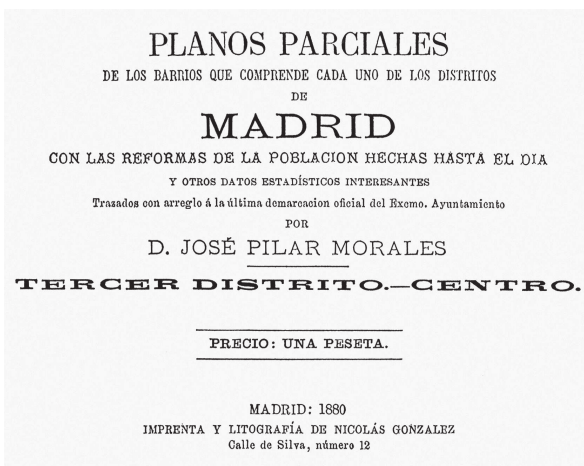 PLANOS PARCIALES
DE LOS BARRIOS QUE COMPRENDE CADA UNO DE LOS DISTRITOS
DE
MADRID
CON LAS REFORMAS DE LA POBLACION HECHAS HASTA EL DIA
Y OTROS DATOS ESTADÍSTICOS INTERESANTES
Trazados con arreglo á la última demarcacion oficial del Excmo. Ayuntamiento
POR
D. JOSÉ PILAR MORALES
TERCER DISTRITO.—CENTRO.
PRECIO: UNA PESETA.
MADRID: 1880
IMPRENTA Y LITOGRAFÍA DE NICOLÁS GONZALEZ
Calle de Silva, número 12